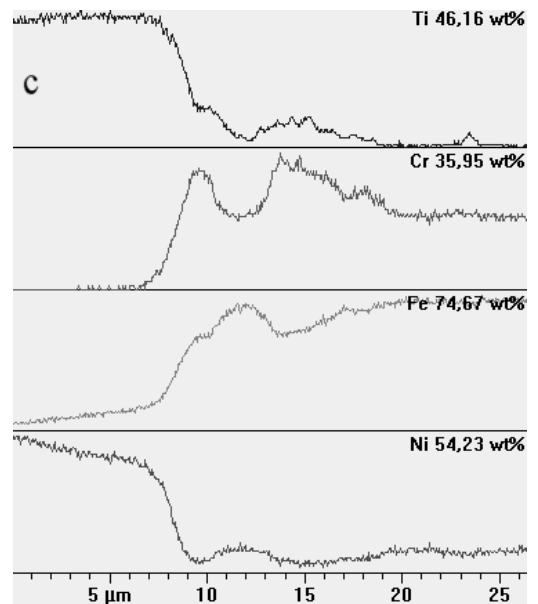 Ti 46,16 wt%
c
Cr 35,95 wt%
Fe 74,67 wt%
Ni 54,23 wt%
5 µm 10 15 20 25